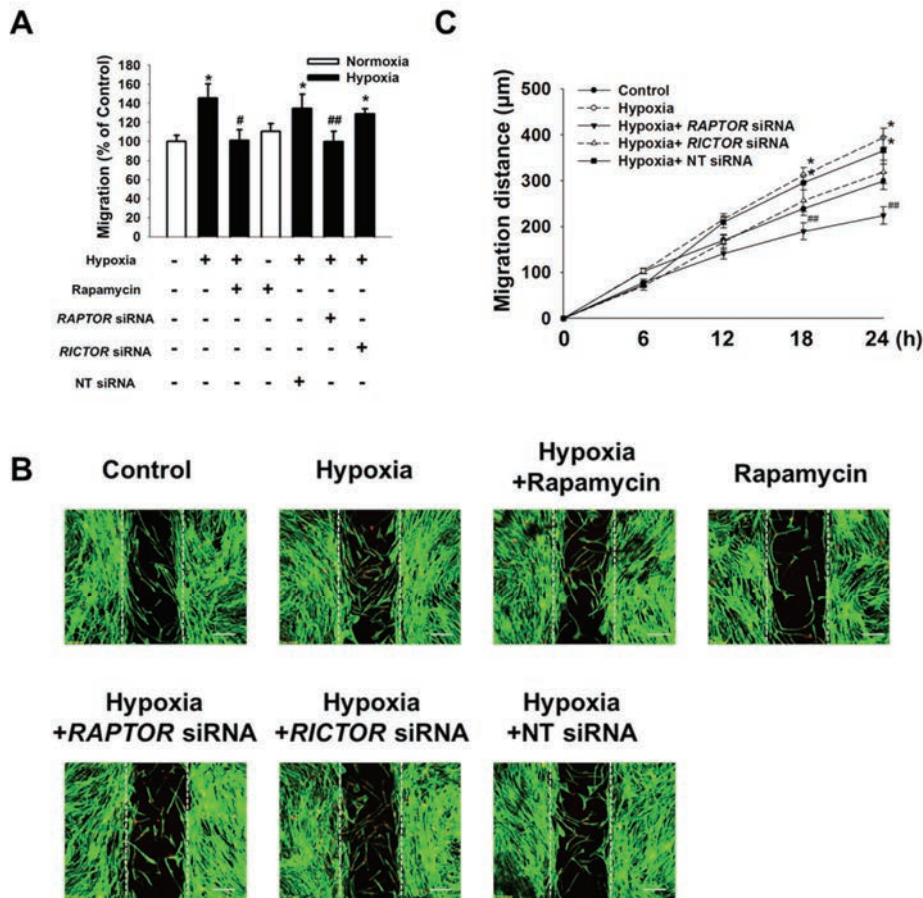 A
Normoxia
Hypoxia
Migration (% of Control)
180
160
140
120
100
80
60
40
20
0
* # * ## *
Hypoxia - + + - + + +
Rapamycin - - + + - - -
RAPTOR siRNA - - - - - + -
RICTOR siRNA - - - - - - +
NT siRNA - - - - + - -
C
Control
Hypoxia
Hypoxia+ RAPTOR siRNA
Hypoxia+ RICTOR siRNA
Hypoxia+ NT siRNA
Migration distance (μm)
500
400
300
200
100
0
* * ## * * ##
0 6 12 18 24 (h)
B
Control
Hypoxia
Hypoxia
+Rapamycin
Rapamycin
Hypoxia
+RAPTOR siRNA
Hypoxia
+RICTOR siRNA
Hypoxia
+NT siRNA